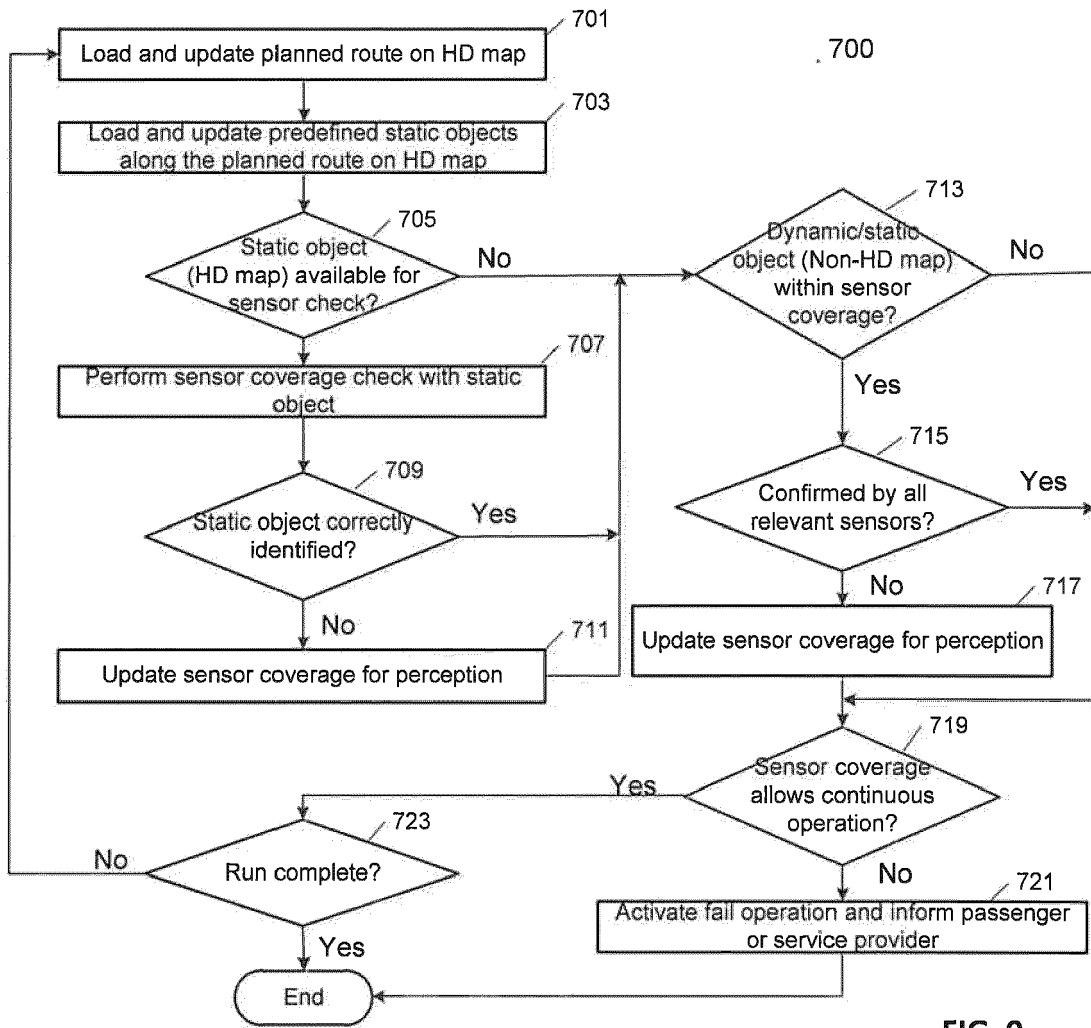 701
Load and update planned route on HD map
700
703
Load and update predefined static objects
along the planned route on HD map
705
Static object
(HD map) available for
sensor check?
No
713
Dynamic/static
object (Non-HD map)
within sensor
coverage?
No
Yes
707
Perform sensor coverage check with static
object
709
Static object correctly
identified?
Yes
No
715
Confirmed by all
relevant sensors?
Yes
No
711
Update sensor coverage for perception
717
Update sensor coverage for perception
719
Sensor coverage
allows continuous
operation?
Yes
No
723
Run complete?
No
Yes
721
Activate fail operation and inform passenger
or service provider
End